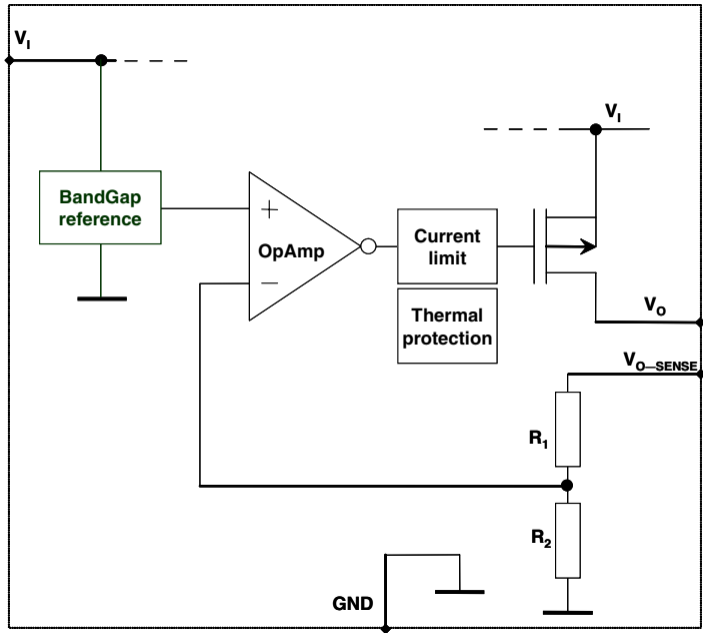 V_I
V_I
BandGap
reference
+
OpAmp
−
Current
limit
Thermal
protection
V_O
V_O—SENSE
R_1
R_2
GND